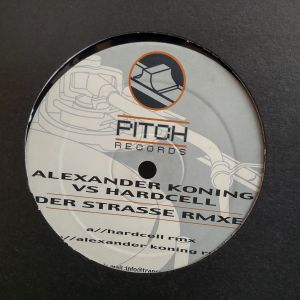 PITCH
RECORDS
ALEXANDER KONING
VS HARDCELL
DER STRASSE RMXE
a//hardcell rmx
//alexander koning